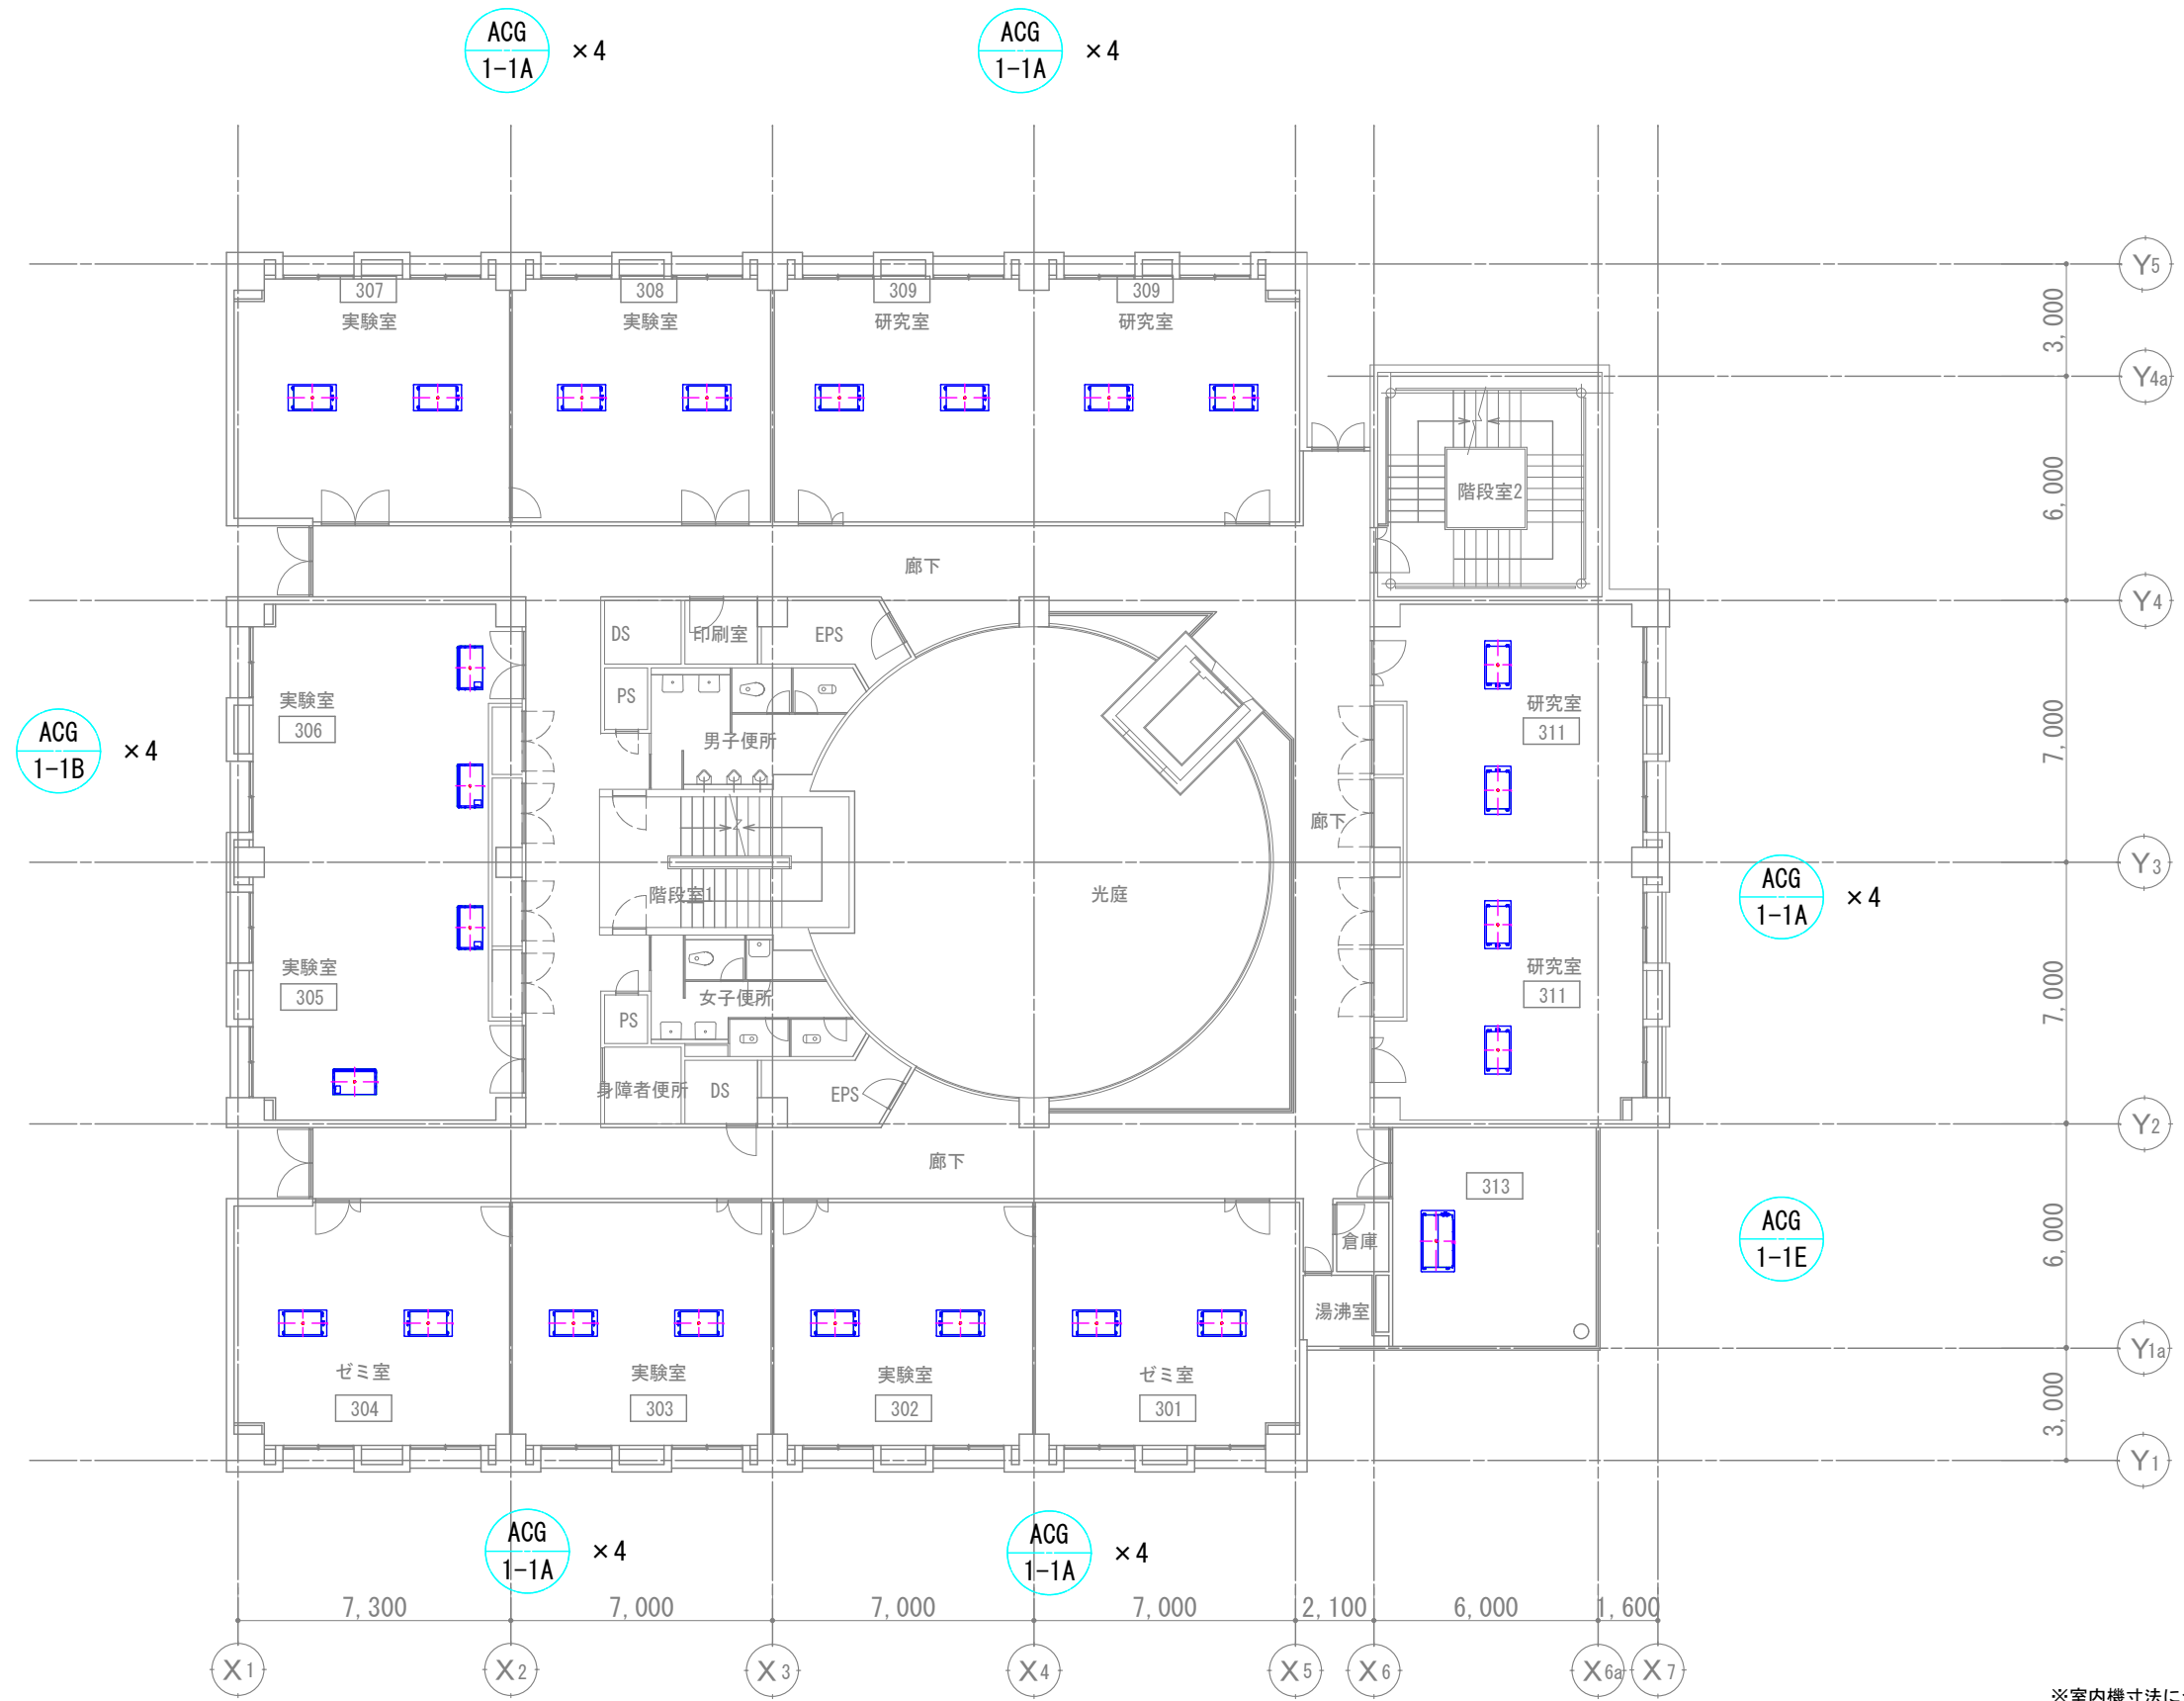 ACG
1-1A
×4
ACG
1-1A
×4
Y5
3,000
307
308
309
309
実験室
実験室
研究室
研究室
Y4a
6,000
階段室2
廊下
Y4
DS
印刷室
EPS
PS
実験室
306
男子便所
研究室
311
7,000
ACG
1-1B
×4
廊下
Y3
階段室1
光庭
ACG
1-1A
×4
実験室
305
研究室
311
7,000
女子便所
PS
身障者便所
DS
EPS
Y2
廊下
313
倉庫
ACG
1-1E
6,000
湯沸室
Y1a
ゼミ室
実験室
実験室
ゼミ室
304
303
302
301
3,000
Y1
ACG
1-1A
×4
ACG
1-1A
×4
7,300
7,000
7,000
7,000
2,100
6,000
1,600
X1
X2
X3
X4
X5
X6
X6a
X7
※室内機寸法に